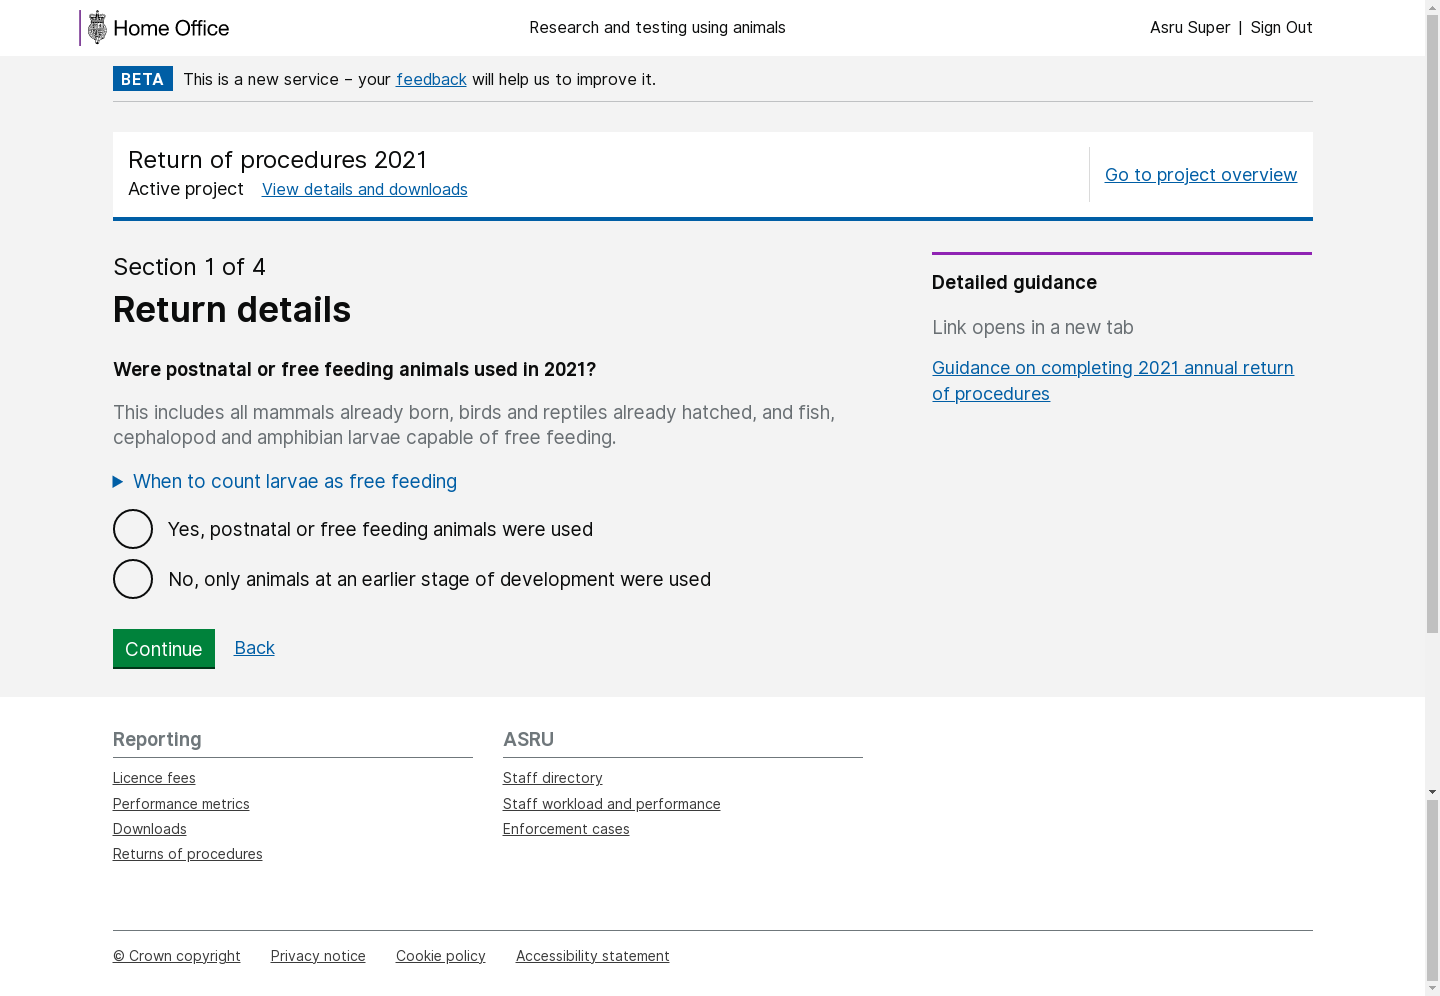 Home Office
Research and testing using animals
Asru Super | Sign Out
BETA This is a new service – your feedback will help us to improve it.
Return of procedures 2021
Active project View details and downloads
Go to project overview
Section 1 of 4
Return details
Were postnatal or free feeding animals used in 2021?
This includes all mammals already born, birds and reptiles already hatched, and fish,
cephalopod and amphibian larvae capable of free feeding.
When to count larvae as free feeding
Yes, postnatal or free feeding animals were used
No, only animals at an earlier stage of development were used
Continue Back
Detailed guidance
Link opens in a new tab
Guidance on completing 2021 annual return
of procedures
Reporting
Licence fees
Performance metrics
Downloads
Returns of procedures
ASRU
Staff directory
Staff workload and performance
Enforcement cases
© Crown copyright Privacy notice Cookie policy Accessibility statement